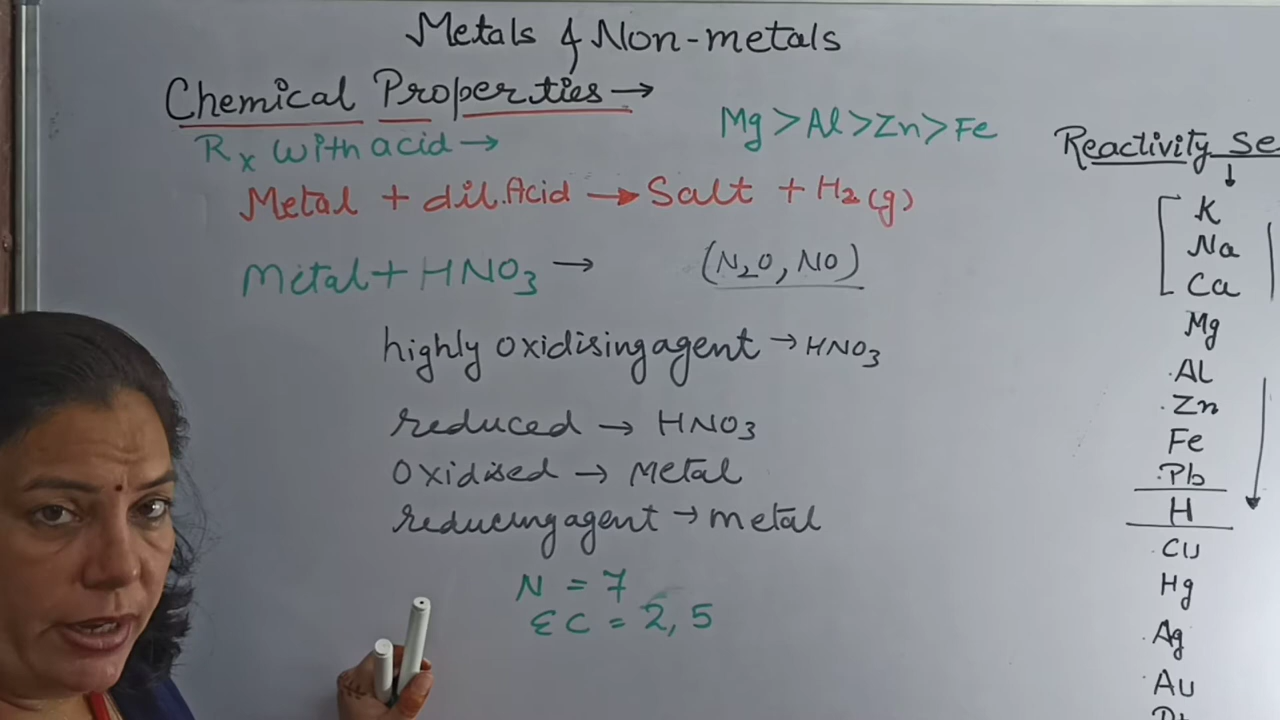 Metals & Non-metals
Chemical Properties →
Rx with acid →
Mg > Al > Zn > Fe
Metal + dil. Acid → Salt + H₂(g)
Metal + HNO₃ → (N₂O, NO)
highly oxidising agent → HNO₃
reduced → HNO₃
Oxidised → Metal
reducing agent → metal
N = 7
EC = 2, 5
Reactivity Se
↓
K
Na
Ca
Mg
Al
Zn
Fe
Pb
H
Cu
Hg
Ag
Au